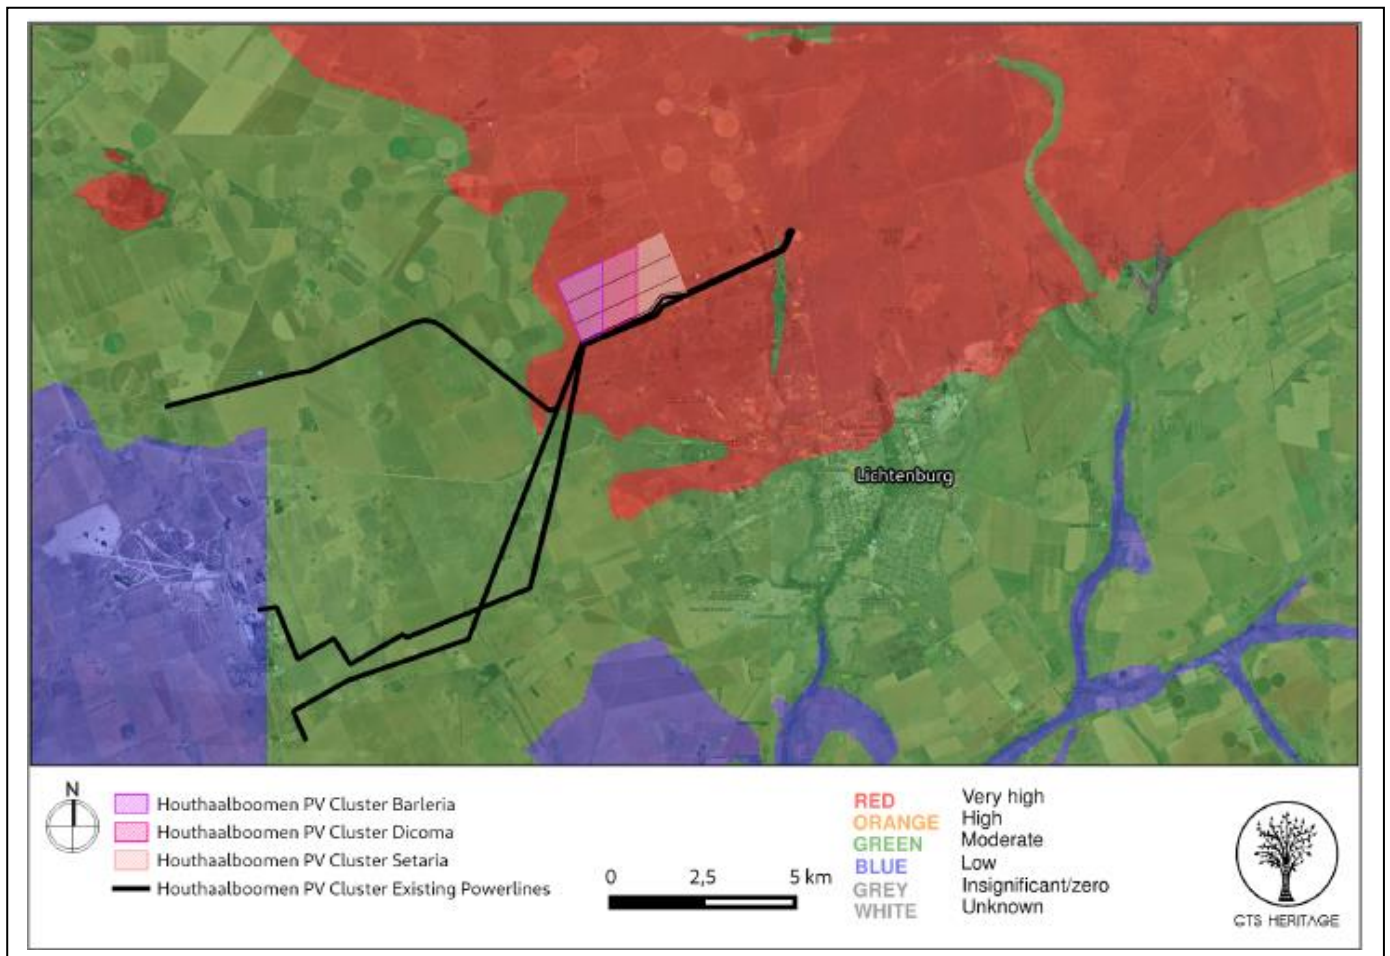 Lichtenburg
N
Houthaalboomen PV Cluster Barleria
Houthaalboomen PV Cluster Dicoma
Houthaalboomen PV Cluster Setaria
Houthaalboomen PV Cluster Existing Powerlines
0 2,5 5 km
RED Very high
ORANGE High
GREEN Moderate
BLUE Low
GREY Insignificant/zero
WHITE Unknown
CTS HERITAGE